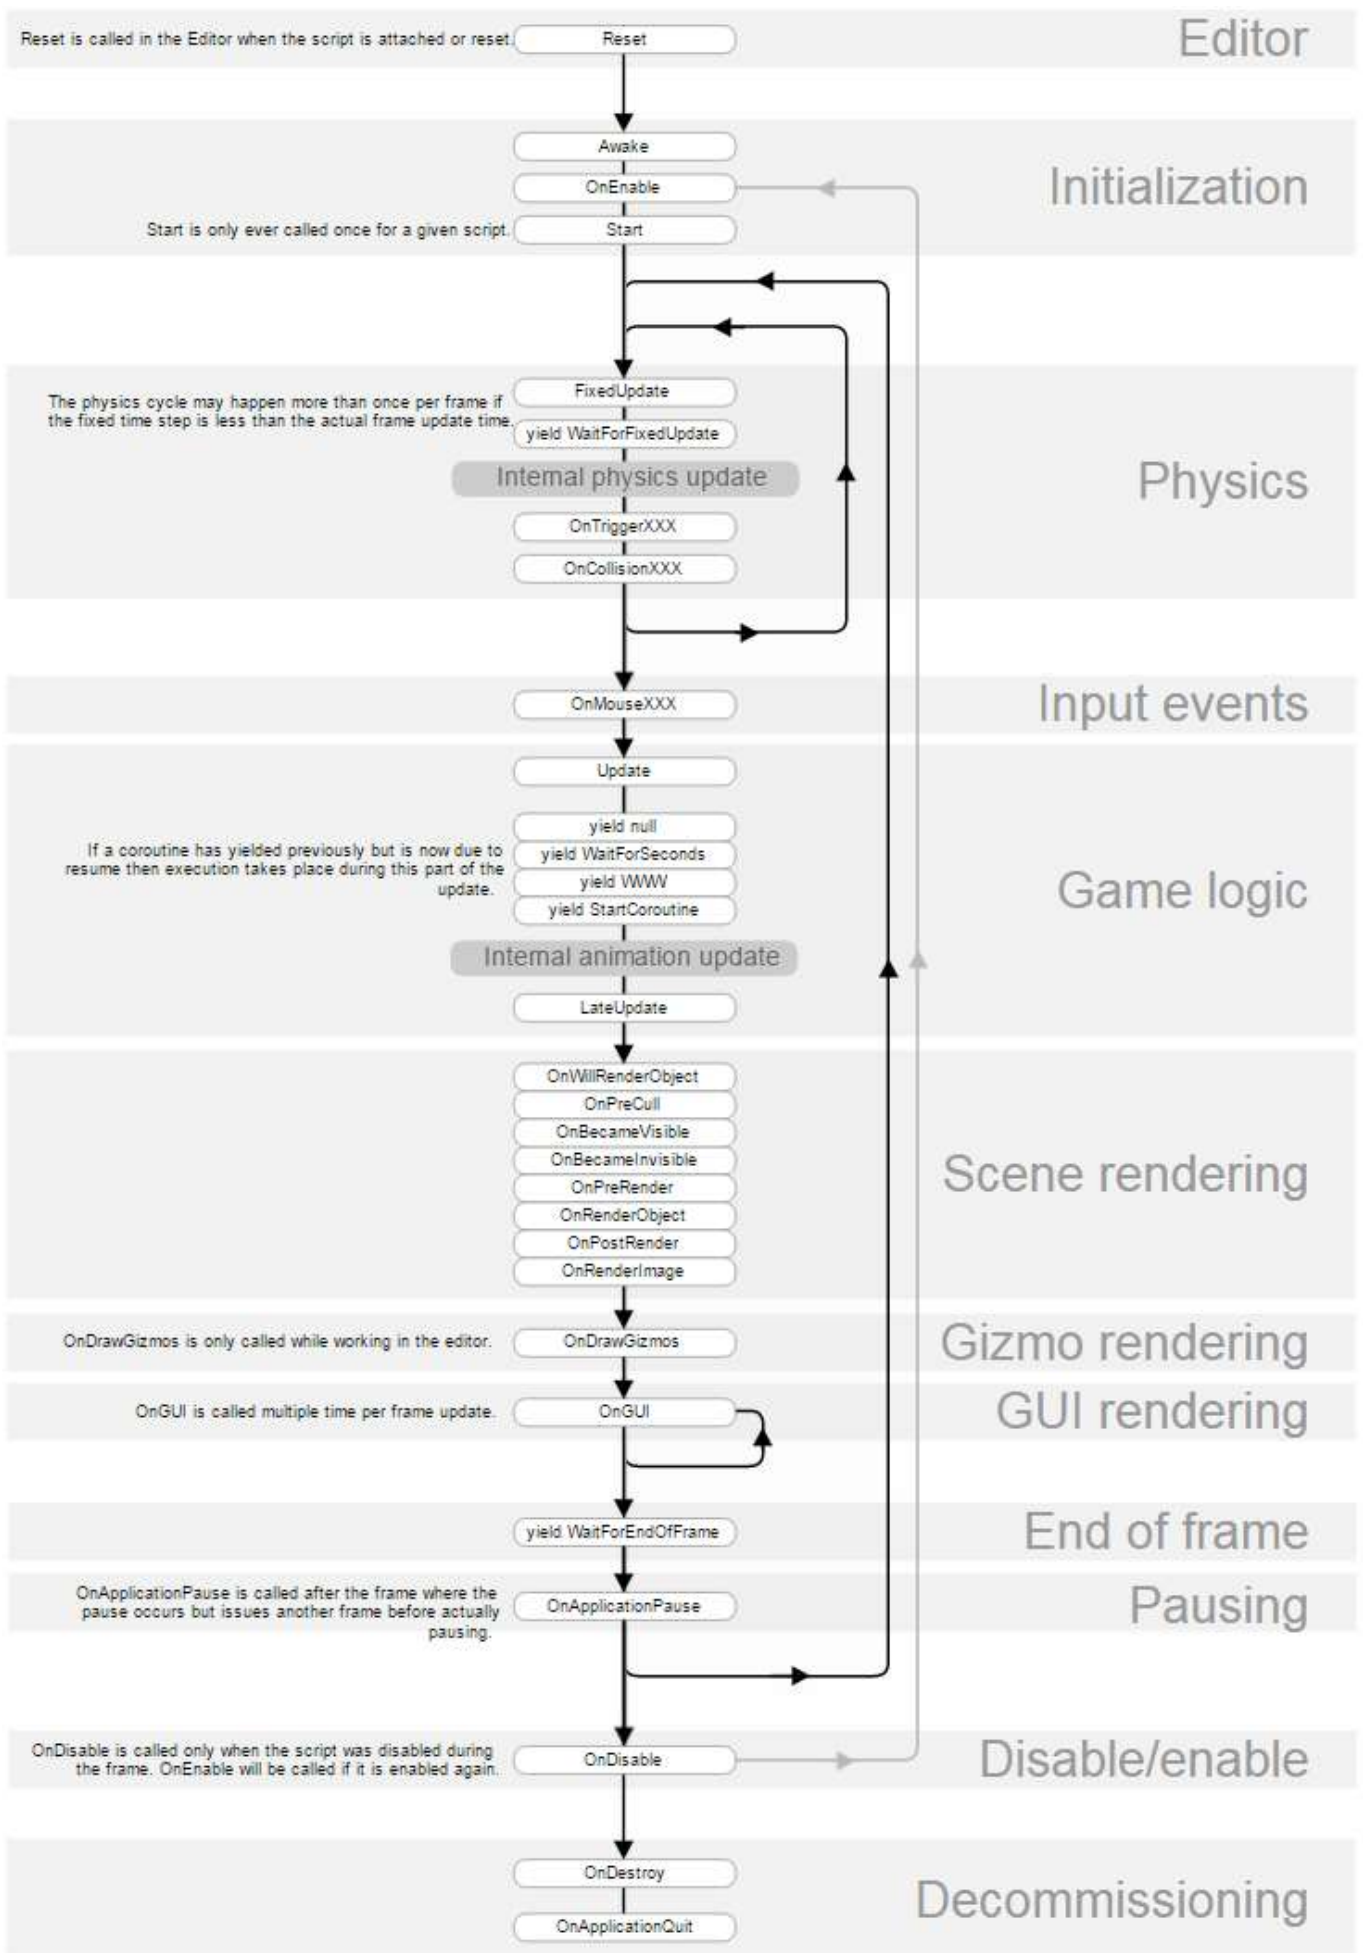 Reset is called in the Editor when the script is attached or reset.
Reset
Editor
Awake
Initialization
OnEnable
Start is only ever called once for a given script.
Start
FixedUpdate
The physics cycle may happen more than once per frame if
the fixed time step is less than the actual frame update time.
yield WaitForFixedUpdate
Internal physics update
Physics
OnTriggerXXX
OnCollisionXXX
OnMouseXXX
Input events
Update
yield null
If a coroutine has yielded previously but is now due to
resume then execution takes place during this part of the
update.
yield WaitForSeconds
yield WWW
yield StartCoroutine
Game logic
Internal animation update
LateUpdate
OnWillRenderObject
OnPreCull
OnBecameVisible
OnBecameInvisible
OnPreRender
OnRenderObject
OnPostRender
OnRenderImage
Scene rendering
OnDrawGizmos is only called while working in the editor.
OnDrawGizmos
Gizmo rendering
OnGUI is called multiple time per frame update.
OnGUI
GUI rendering
yield WaitForEndOfFrame
End of frame
OnApplicationPause is called after the frame where the
pause occurs but issues another frame before actually
pausing.
OnApplicationPause
Pausing
OnDisable is called only when the script was disabled during
the frame. OnEnable will be called if it is enabled again.
OnDisable
Disable/enable
OnDestroy
Decommissioning
OnApplicationQuit